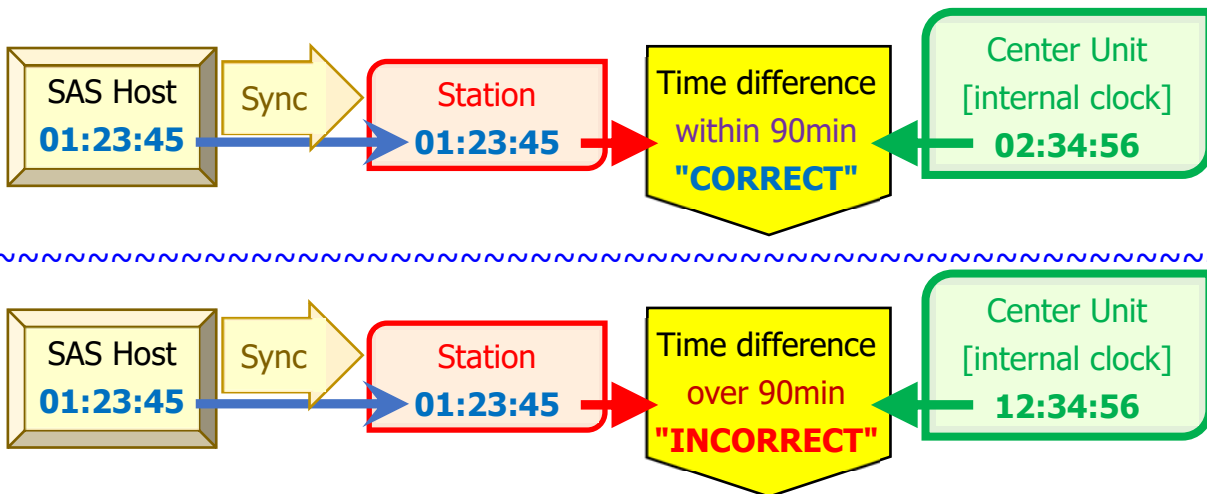 SAS Host
01:23:45
Sync
Station
01:23:45
Time difference
within 90min
"CORRECT"
Center Unit
[internal clock]
02:34:56
~~~~~~~~~~~~~~~~~~~~~~~~~~~~~~~~~~~~~~~~~~~~~~~~~~~~
SAS Host
01:23:45
Sync
Station
01:23:45
Time difference
over 90min
"INCORRECT"
Center Unit
[internal clock]
12:34:56